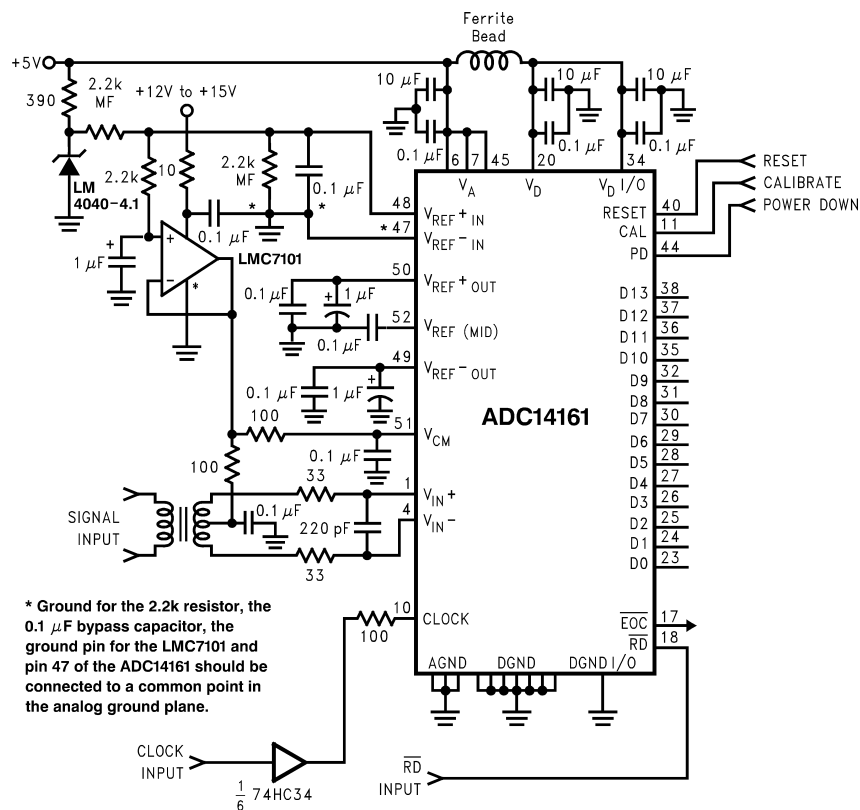 Ferrite
Bead
+5V
390
2.2k
MF
+12V to +15V
10 μF
10 μF
10 μF
0.1 μF
0.1 μF
0.1 μF
6 7 45
20
34
V_A
V_D
V_D I/O
LM
4040-4.1
2.2k
10
2.2k
MF
0.1 μF
*
*
0.1 μF
48
V_REF+ IN
* 47
V_REF- IN
RESET
40
RESET
CAL
11
CALIBRATE
PD
44
POWER DOWN
+
1 μF
+
-
*
LMC7101
50
V_REF+ OUT
0.1 μF
+
1 μF
52
V_REF (MID)
0.1 μF
49
V_REF- OUT
0.1 μF
1 μF
+
D13 38
D12 37
D11 36
D10 35
D9 32
D8 31
D7 30
D6 29
D5 28
D4 27
D3 26
D2 25
D1 24
D0 23
ADC14161
100
51
V_CM
0.1 μF
100
33
1
V_IN+
SIGNAL
INPUT
0.1 μF
220 pF
4
V_IN-
33
* Ground for the 2.2k resistor, the
0.1 μF bypass capacitor, the
ground pin for the LMC7101 and
pin 47 of the ADC14161 should be
connected to a common point in
the analog ground plane.
10
CLOCK
100
E̅O̅C̅ 17
R̅D̅ 18
AGND
DGND
DGND I/O
CLOCK
INPUT
1/6 74HC34
R̅D̅
INPUT